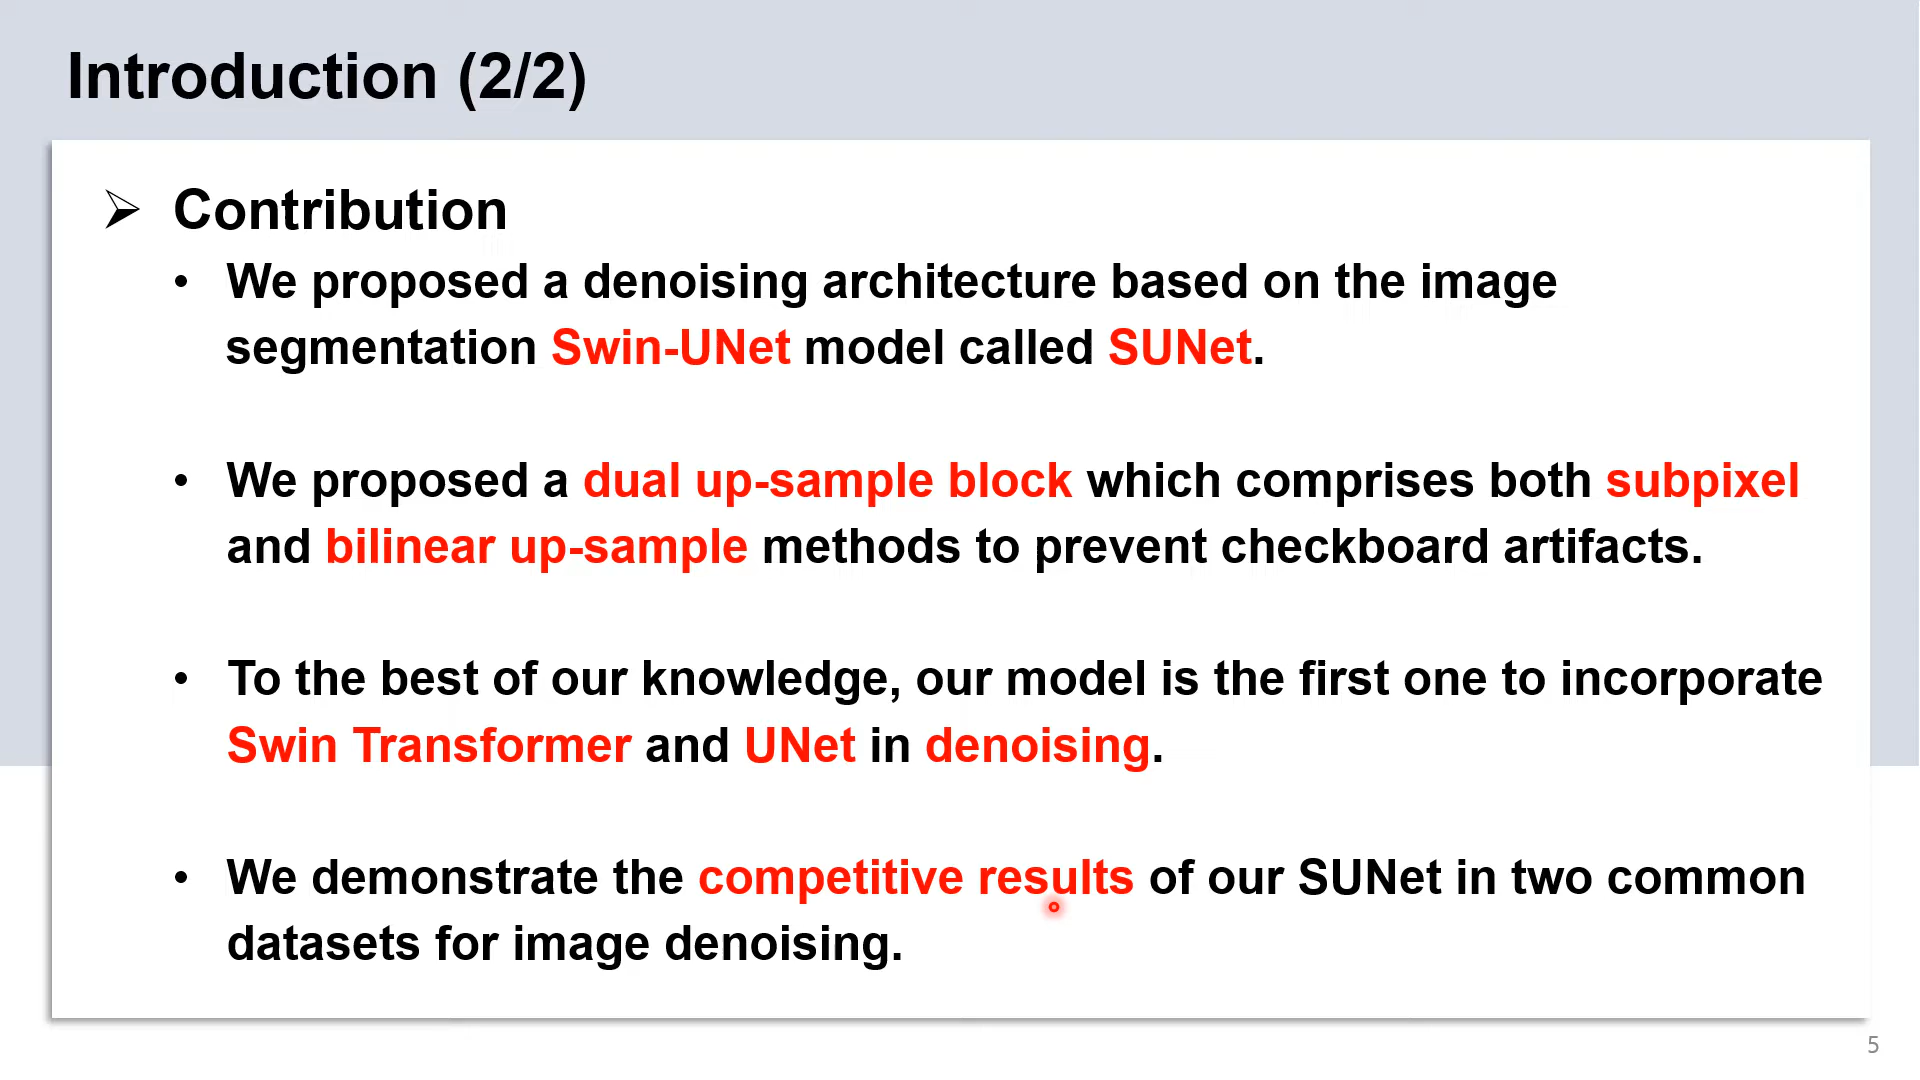 Introduction (2/2)
➢ Contribution
• We proposed a denoising architecture based on the image
segmentation Swin-UNet model called SUNet.
• We proposed a dual up-sample block which comprises both subpixel
and bilinear up-sample methods to prevent checkboard artifacts.
• To the best of our knowledge, our model is the first one to incorporate
Swin Transformer and UNet in denoising.
• We demonstrate the competitive results of our SUNet in two common
datasets for image denoising.
5